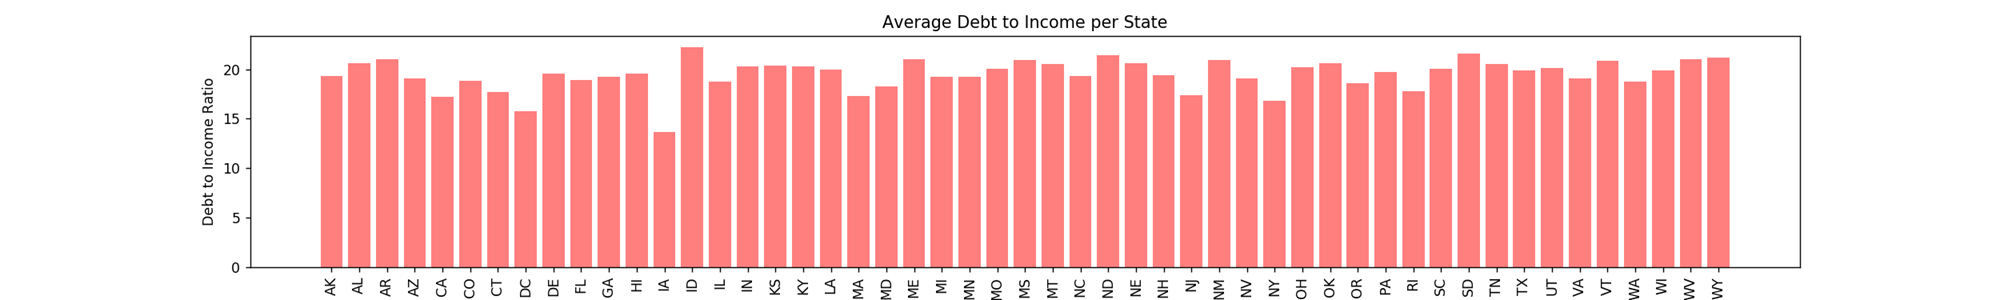 Average Debt to Income per State
Debt to Income Ratio
20
15
10
5
0
AK
AL
AR
AZ
CA
CO
CT
DC
DE
FL
GA
HI
IA
ID
IL
IN
KS
KY
LA
MA
MD
ME
MI
MN
MO
MS
MT
NC
ND
NE
NH
NJ
NM
NV
NY
OH
OK
OR
PA
RI
SC
SD
TN
TX
UT
VA
VT
WA
WI
WV
WY